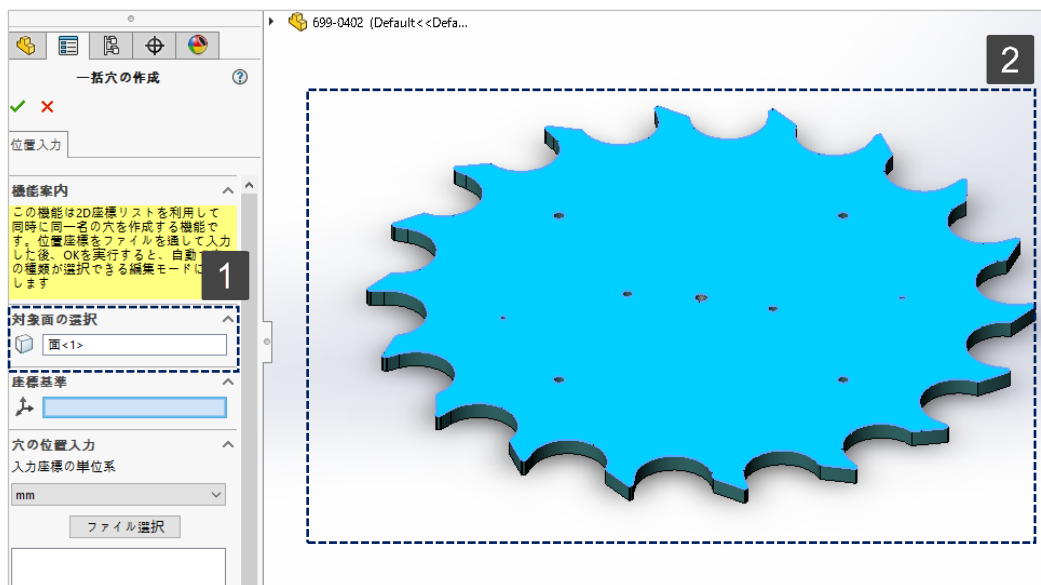 699-0402 (Default<<Defa...
2
一括穴の作成
位置入力
機能案内
この機能は2D座標リストを利用して
同時に同一名の穴を作成する機能で
す。位置座標をファイルを通して入力
した後、OKを実行すると、自動
の種類が選択できる編集モードに
します
1
対象面の選択
面<1>
座標基準
穴の位置入力
入力座標の単位系
mm
ファイル選択